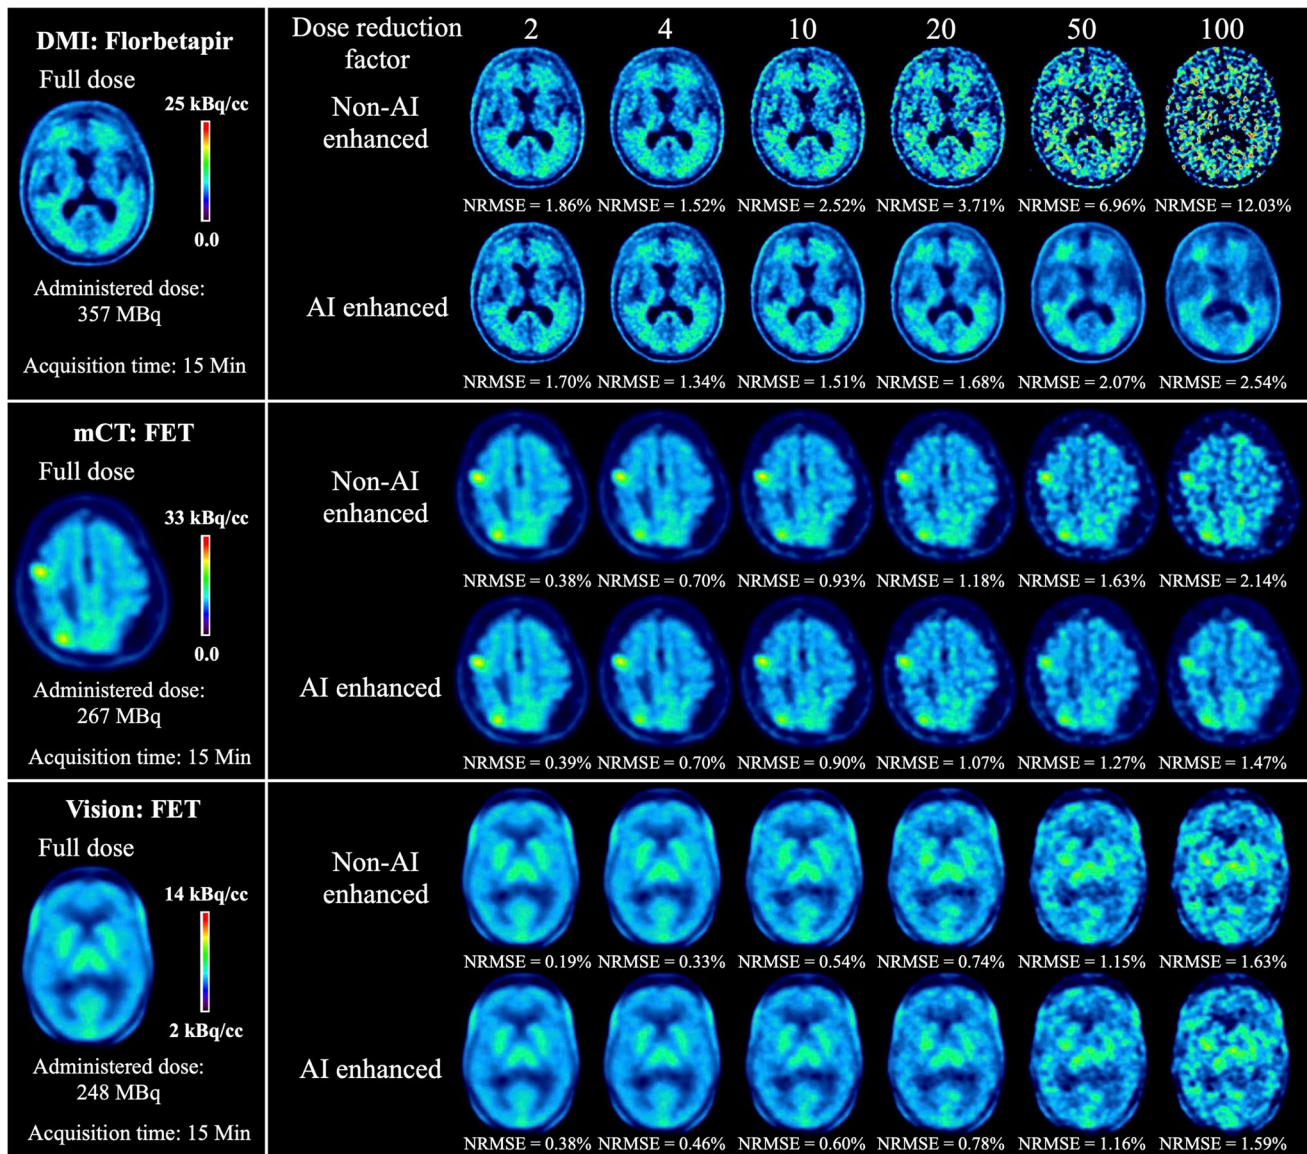 DMI: Florbetapir
Full dose
25 kBq/cc
0.0
Administered dose:
357 MBq
Acquisition time: 15 Min
Dose reduction
factor
2 4 10 20 50 100
Non-AI
enhanced
NRMSE = 1.86% NRMSE = 1.52% NRMSE = 2.52% NRMSE = 3.71% NRMSE = 6.96% NRMSE = 12.03%
AI enhanced
NRMSE = 1.70% NRMSE = 1.34% NRMSE = 1.51% NRMSE = 1.68% NRMSE = 2.07% NRMSE = 2.54%
mCT: FET
Full dose
33 kBq/cc
0.0
Administered dose:
267 MBq
Acquisition time: 15 Min
Non-AI
enhanced
NRMSE = 0.38% NRMSE = 0.70% NRMSE = 0.93% NRMSE = 1.18% NRMSE = 1.63% NRMSE = 2.14%
AI enhanced
NRMSE = 0.39% NRMSE = 0.70% NRMSE = 0.90% NRMSE = 1.07% NRMSE = 1.27% NRMSE = 1.47%
Vision: FET
Full dose
14 kBq/cc
2 kBq/cc
Administered dose:
248 MBq
Acquisition time: 15 Min
Non-AI
enhanced
NRMSE = 0.19% NRMSE = 0.33% NRMSE = 0.54% NRMSE = 0.74% NRMSE = 1.15% NRMSE = 1.63%
AI enhanced
NRMSE = 0.38% NRMSE = 0.46% NRMSE = 0.60% NRMSE = 0.78% NRMSE = 1.16% NRMSE = 1.59%